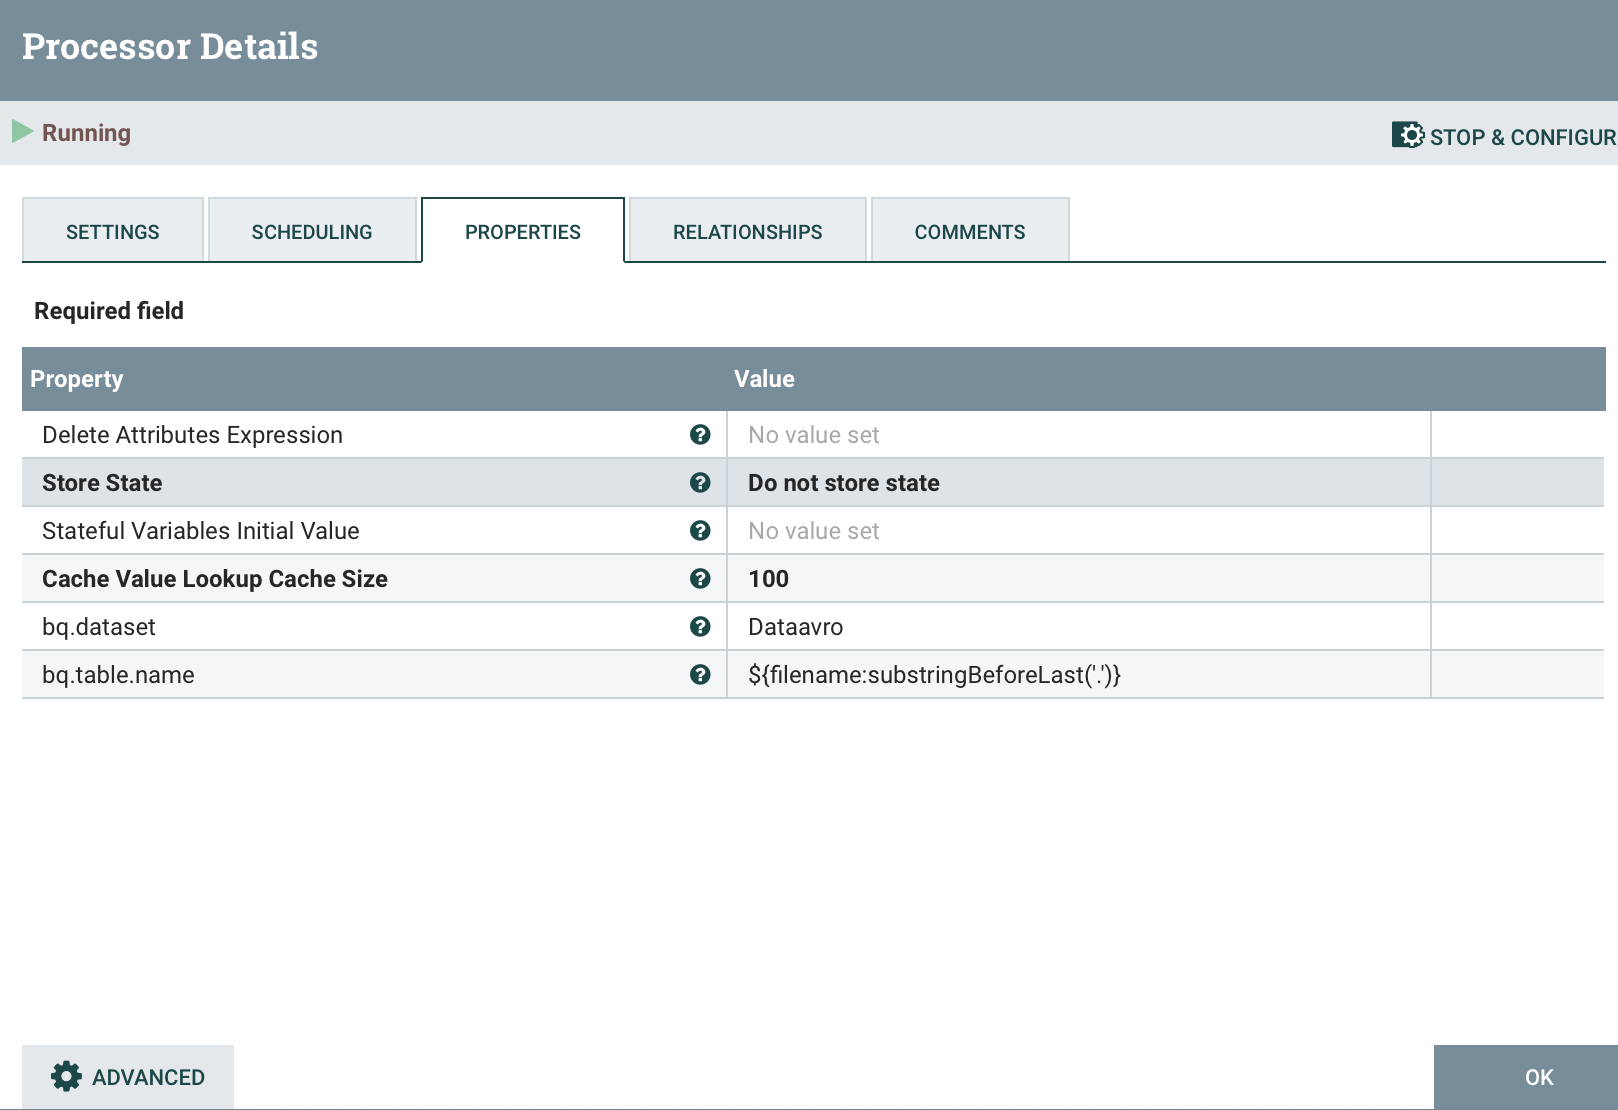 Processor Details
Running
STOP & CONFIGUR
SETTINGS SCHEDULING PROPERTIES RELATIONSHIPS COMMENTS
Required field
Property Value
Delete Attributes Expression ? No value set
Store State ? Do not store state
Stateful Variables Initial Value ? No value set
Cache Value Lookup Cache Size ? 100
bq.dataset ? Dataavro
bq.table.name ? ${filename:substringBeforeLast('.')}
ADVANCED
OK